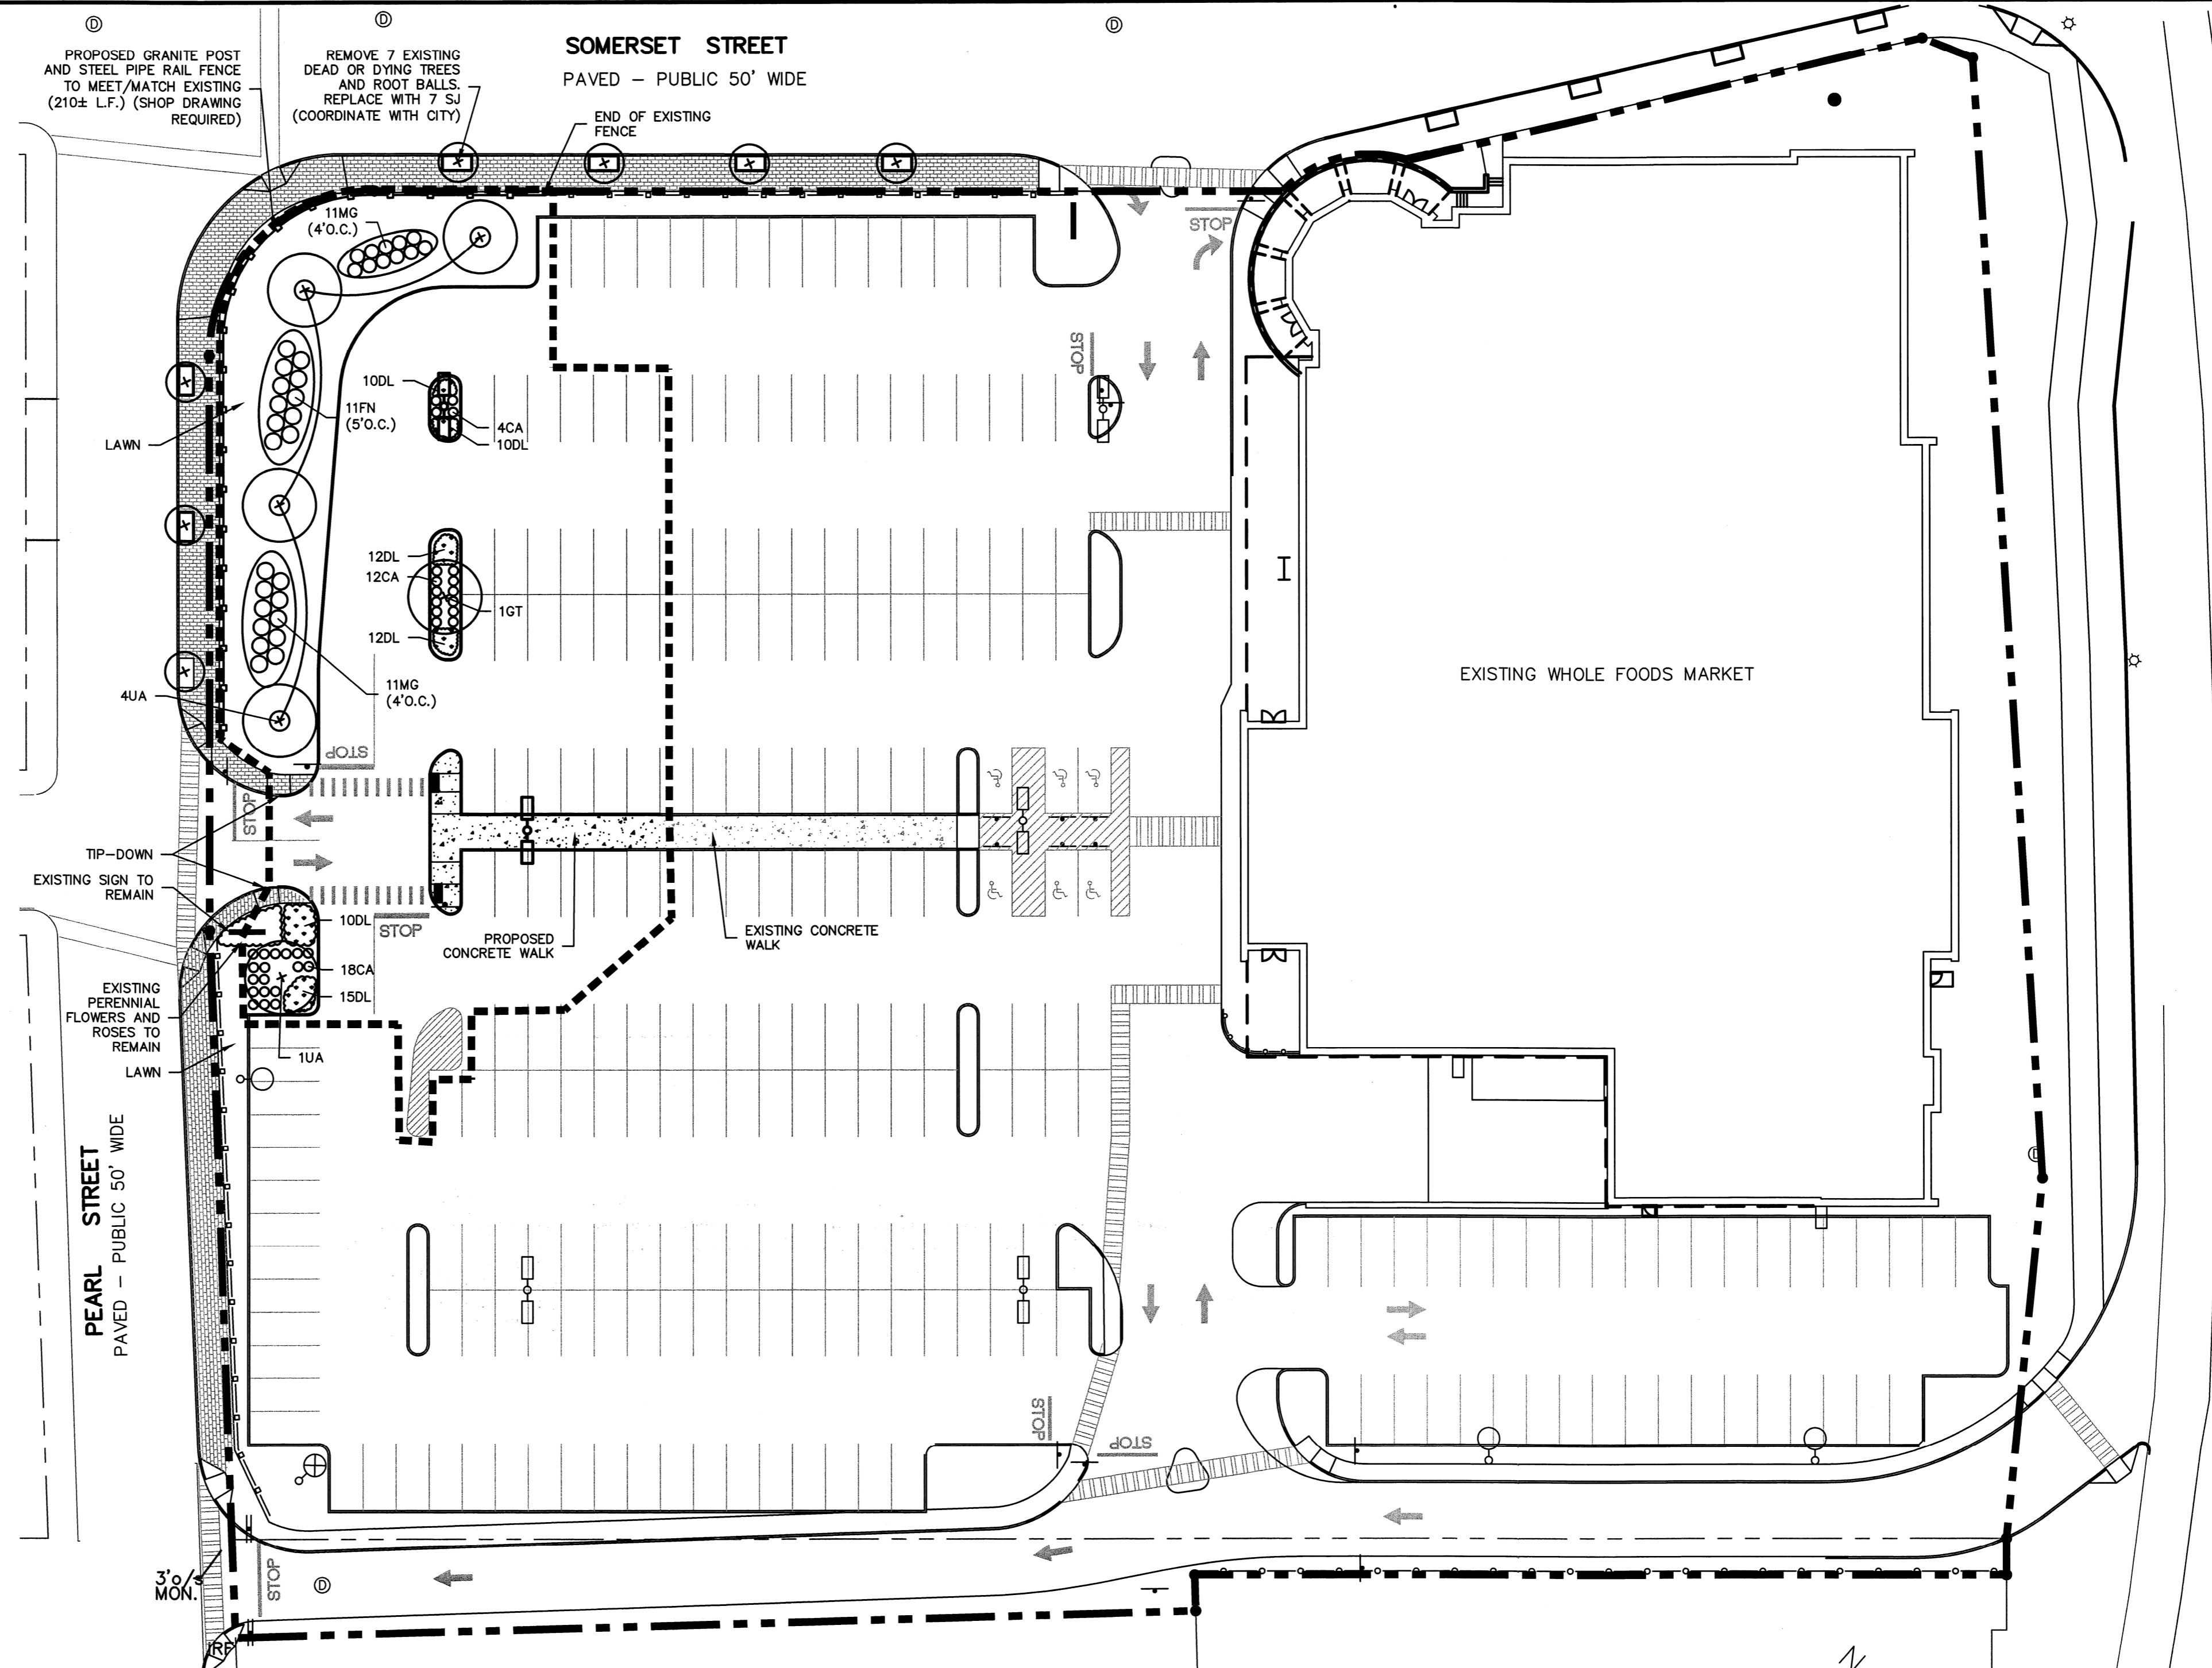 D
D
D
PROPOSED GRANITE POST
AND STEEL PIPE RAIL FENCE
TO MEET/MATCH EXISTING
(210± L.F.) (SHOP DRAWING
REQUIRED)
REMOVE 7 EXISTING
DEAD OR DYING TREES
AND ROOT BALLS.
REPLACE WITH 7 SJ
(COORDINATE WITH CITY)
SOMERSET STREET
PAVED - PUBLIC 50' WIDE
END OF EXISTING
FENCE
11MG
(4'O.C.)
STOP
STOP
10DL
4CA
10DL
11FN
(5'O.C.)
LAWN
12DL
12CA
1GT
12DL
EXISTING WHOLE FOODS MARKET
11MG
(4'O.C.)
4UA
STOP
STOP
TIP-DOWN
EXISTING SIGN TO
REMAIN
10DL
STOP
PROPOSED
CONCRETE WALK
EXISTING CONCRETE
WALK
18CA
15DL
EXISTING
PERENNIAL
FLOWERS AND
ROSES TO
REMAIN
1UA
LAWN
D
PEARL STREET
PAVED - PUBLIC 50' WIDE
STOP
STOP
3'o/s
MON.
STOP
D
IRF
N